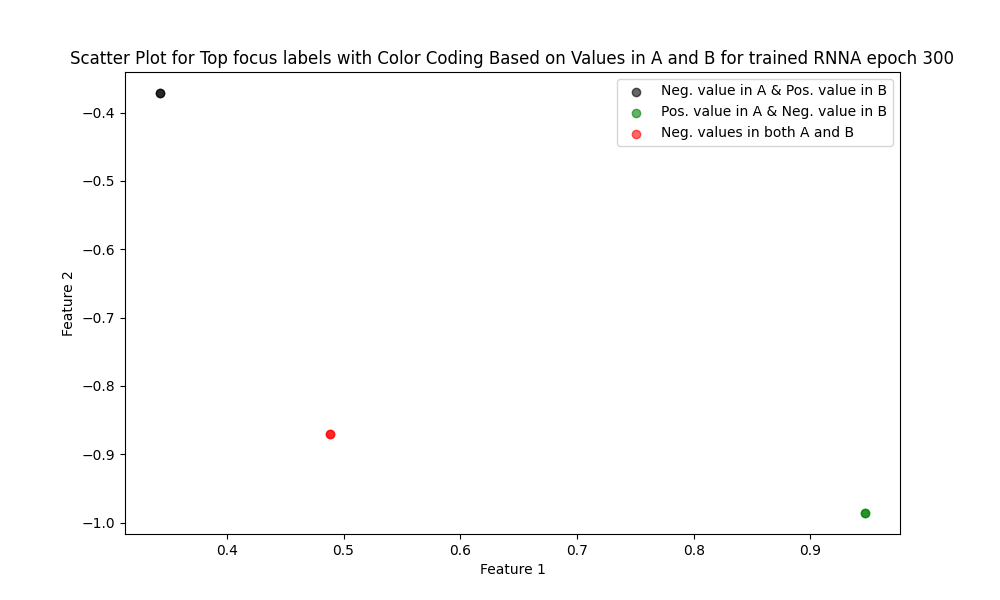 Scatter Plot for Top focus labels with Color Coding Based on Values in A and B for trained RNNA epoch 300
Neg. value in A & Pos. value in B
Pos. value in A & Neg. value in B
Neg. values in both A and B
Feature 2
−0.4
−0.5
−0.6
−0.7
−0.8
−0.9
−1.0
0.4 0.5 0.6 0.7 0.8 0.9
Feature 1